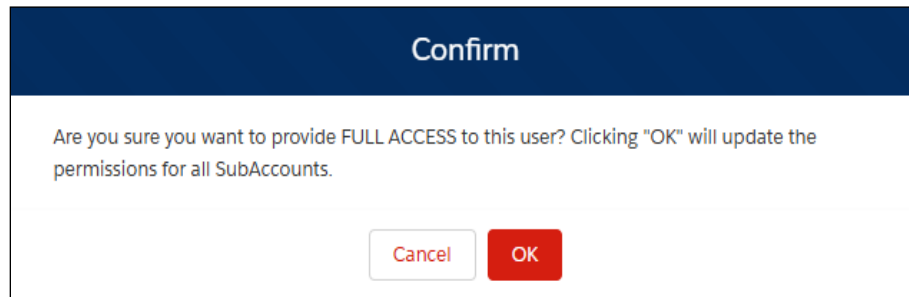 Confirm
Are you sure you want to provide FULL ACCESS to this user? Clicking "OK" will update the
permissions for all SubAccounts.
Cancel OK